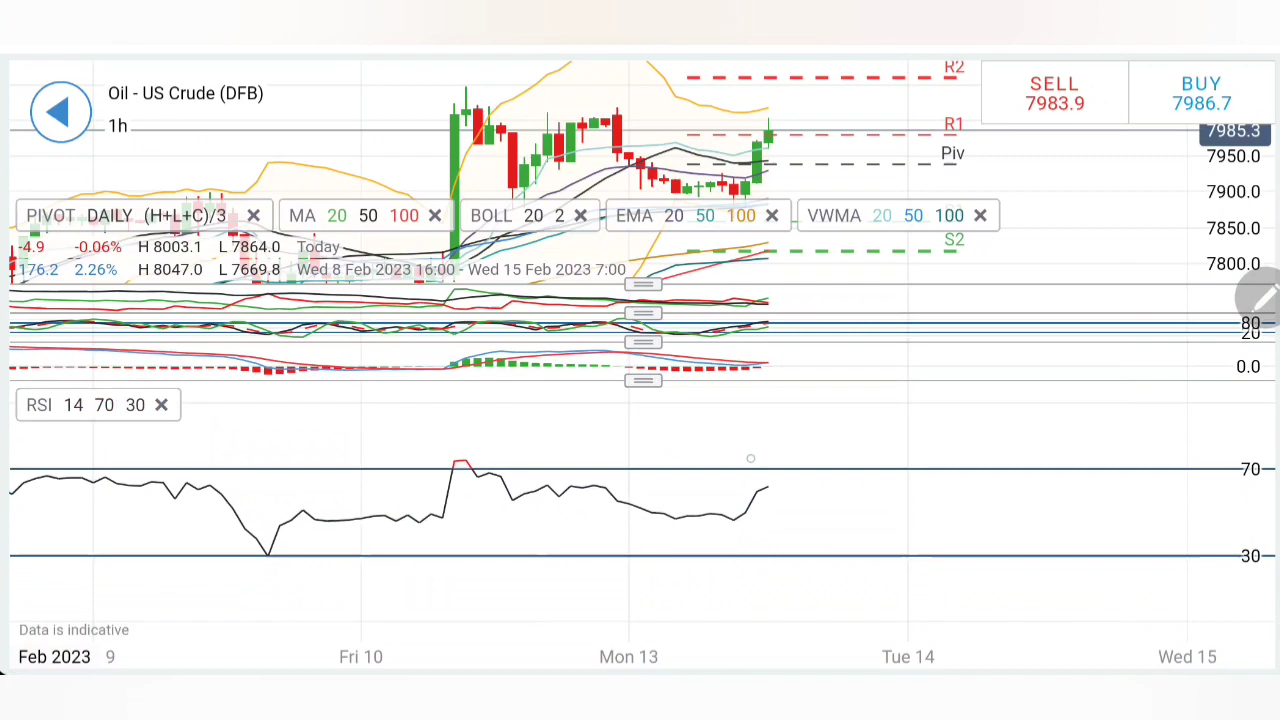 R2
SELL
7983.9
BUY
7986.7
Oil - US Crude (DFB)
1h
R1
7985.3
Piv
7950.0
7900.0
PIVOT DAILY (H+L+C)/3
MA 20 50 100
BOLL 20 2
EMA 20 50 100
VWMA 20 50 100
7850.0
S2
-4.9 -0.06% H 8003.1 L 7864.0 Today
176.2 2.26% H 8047.0 L 7669.8 Wed 8 Feb 2023 16:00 - Wed 15 Feb 2023 7:00
7800.0
80
20
0.0
RSI 14 70 30
70
30
Data is indicative
Feb 2023 9 Fri 10 Mon 13 Tue 14 Wed 15